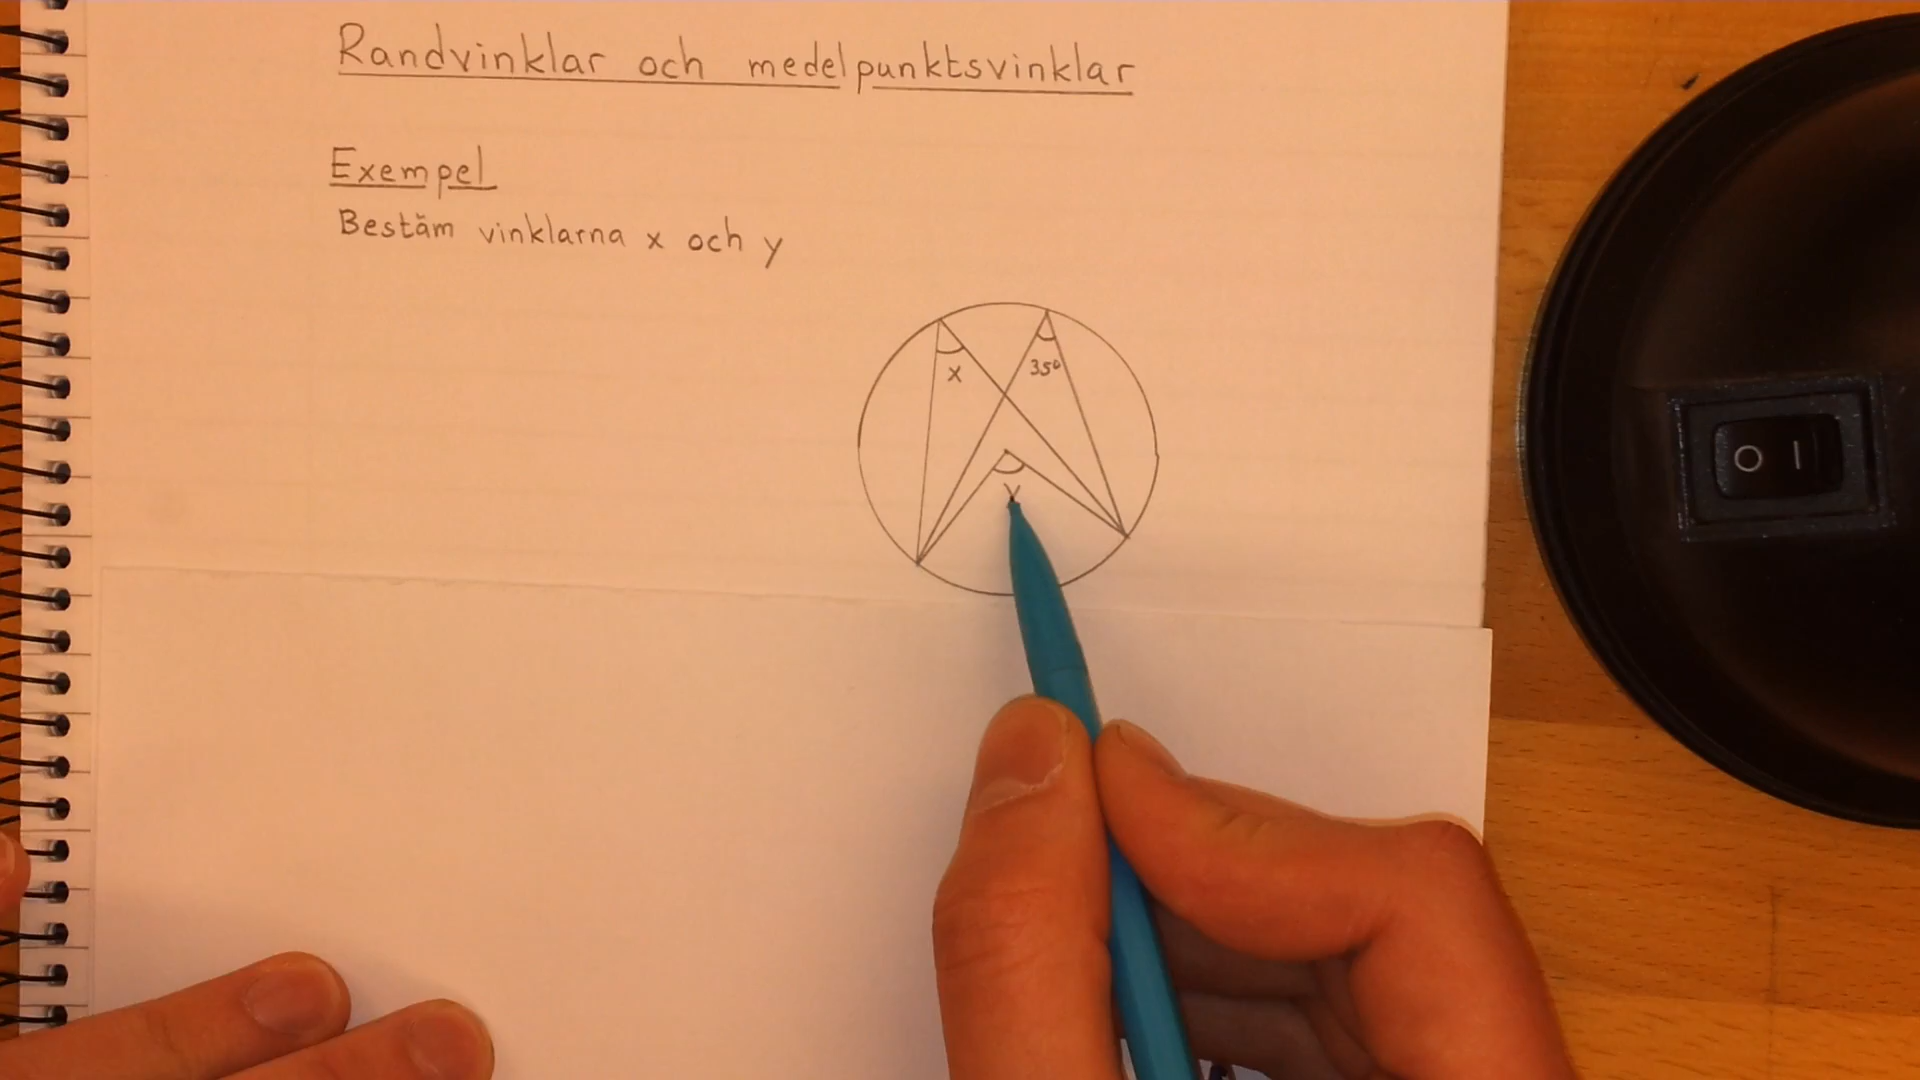 Randvinklar och medelpunktsvinklar
Exempel
Bestäm vinklarna x och y
x 35°
y
O I